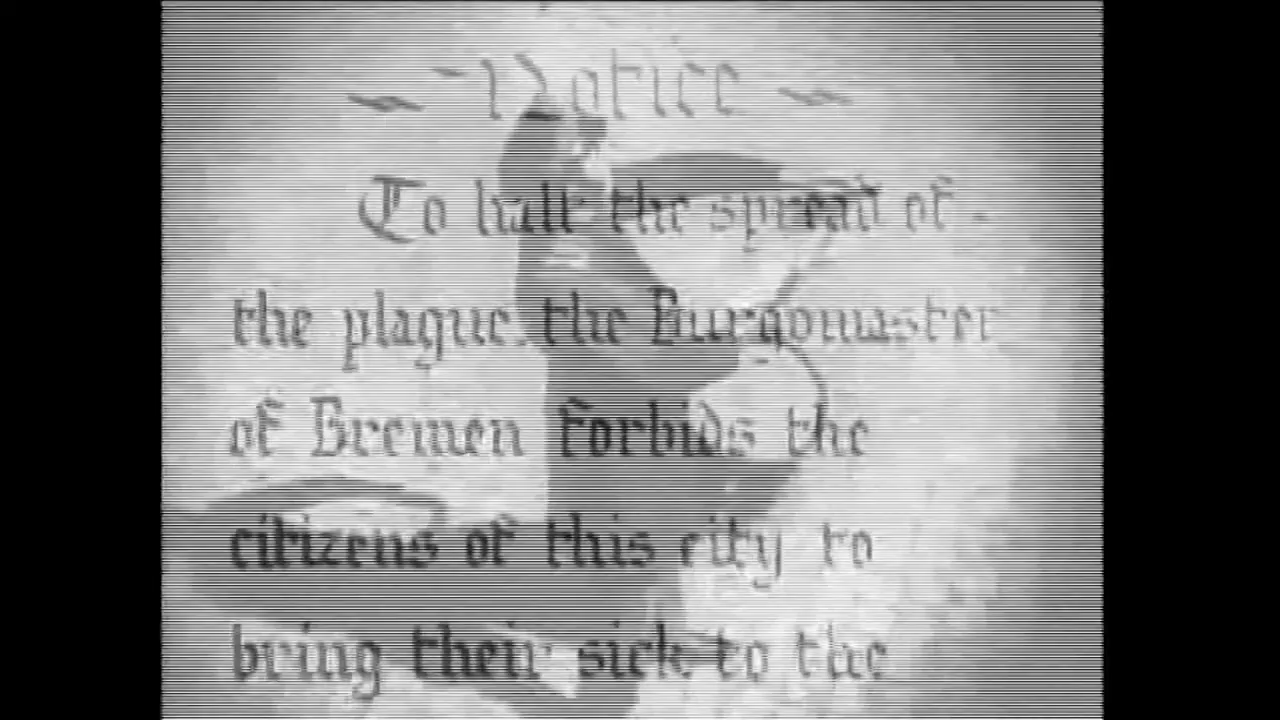 Notice
To halt the spread of
the plague, the Burgomaster
of Bremen forbids the
citizens of this city to
bring their sick to the